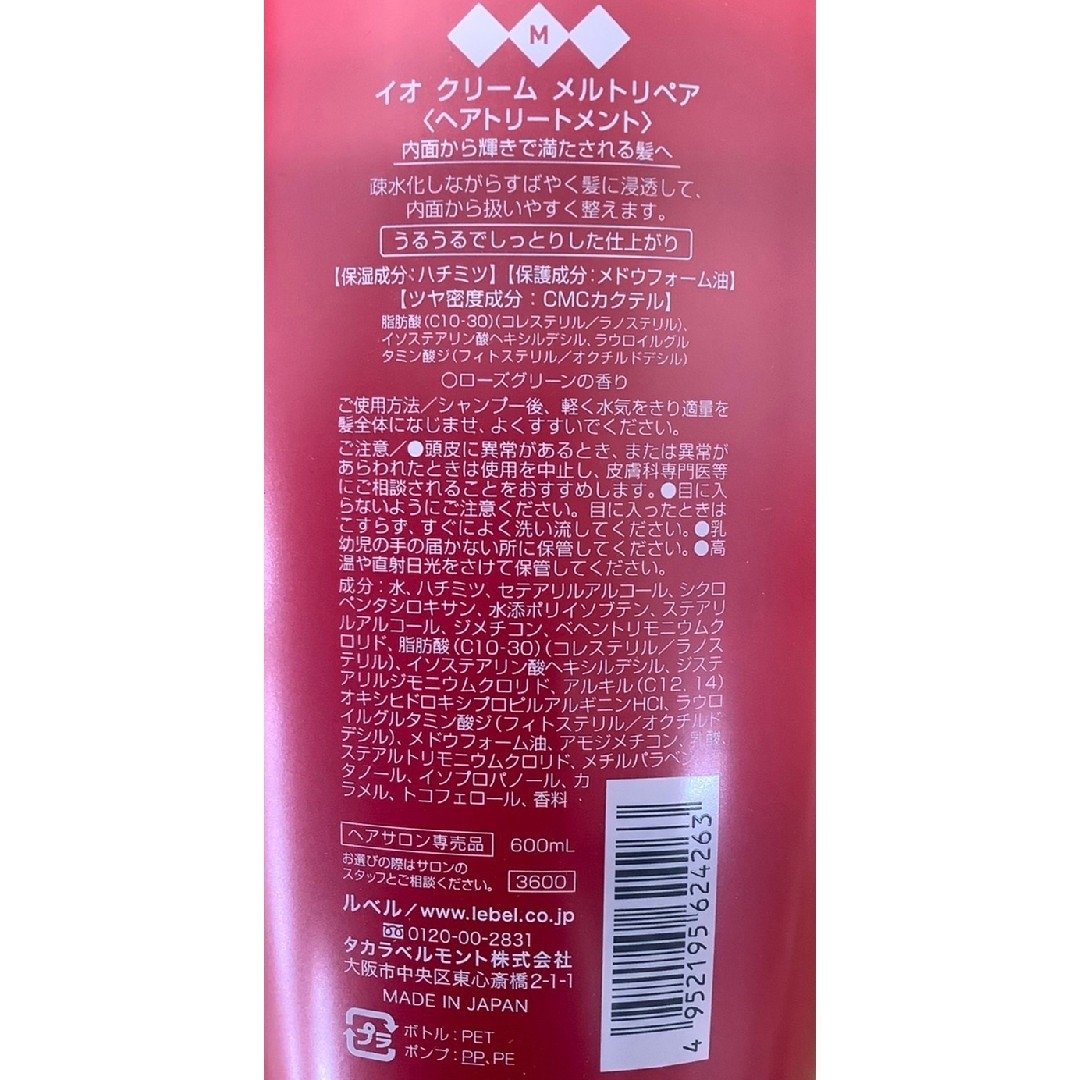 M
イオ クリーム メルトリペア
〈ヘアトリートメント〉
内面から輝きで満たされる髪へ
疎水化しながらすばやく髪に浸透して、
内面から扱いやすく整えます。
うるうるでしっとりした仕上がり
【保湿成分：ハチミツ】【保護成分：メドウフォーム油】
【ツヤ密度成分：CMCカクテル】
脂肪酸(C10-30)(コレステリル／ラノステリル)、
イソステアリン酸ヘキシルデシル、ラウロイルグル
タミン酸ジ(フィトステリル／オクチルドデシル)
○ローズグリーンの香り
ご使用方法／シャンプー後、軽く水気をきり適量を
髪全体になじませ、よくすすいでください。
ご注意／●頭皮に異常があるとき、または異常が
あらわれたときは使用を中止し、皮膚科専門医等
にご相談されることをおすすめします。●目に入
らないようにご注意ください。目に入ったときは
こすらず、すぐによく洗い流してください。●乳
幼児の手の届かない所に保管してください。●高
温や直射日光をさけて保管してください。
成分：水、ハチミツ、セテアリルアルコール、シクロ
ペンタシロキサン、水添ポリイソブテン、ステアリ
ルアルコール、ジメチコン、ベヘントリモニウムク
ロリド、脂肪酸(C10-30)(コレステリル／ラノス
テリル)、イソステアリン酸ヘキシルデシル、ジステ
アリルジモニウムクロリド、アルキル(C12,14)
オキシヒドロキシプロピルアルギニンHCl、ラウロ
イルグルタミン酸ジ(フィトステリル／オクチルド
デシル)、メドウフォーム油、アモジメチコン、乳酸、
ステアルトリモニウムクロリド、メチルパラベン、
タノール、イソプロパノール、カ
ラメル、トコフェロール、香料
ヘアサロン専売品 600mL
お選びの際はサロンの
スタッフとご相談ください。 3600
ルベル／www.lebel.co.jp
0120-00-2831
タカラベルモント株式会社
大阪市中央区東心斎橋2-1-1
MADE IN JAPAN
プラ
ボトル：PET
ポンプ：PP、PE
4952195624263